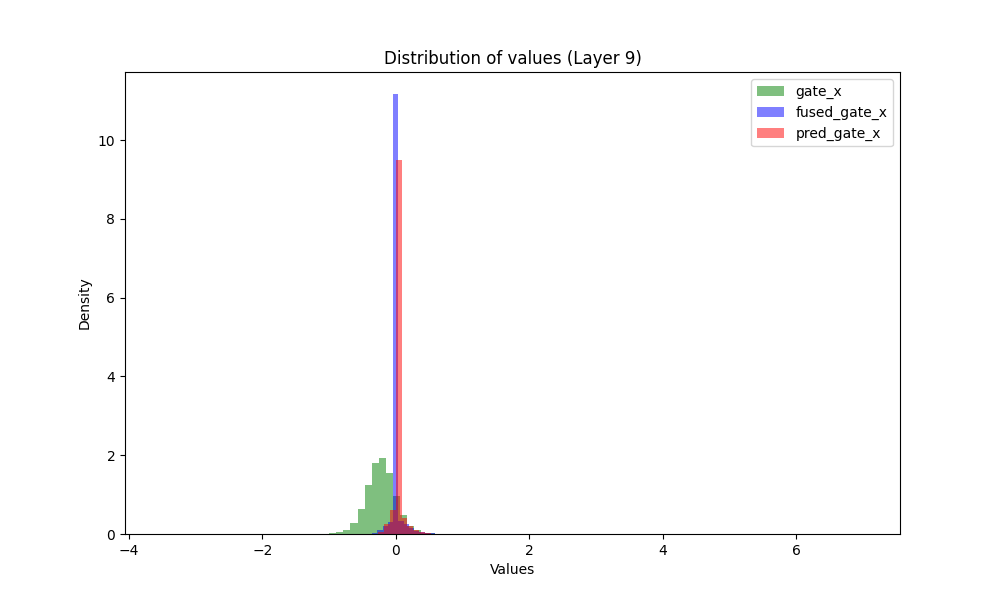 Distribution of values (Layer 9)
gate_x
fused_gate_x
pred_gate_x
Density
10
8
6
4
2
0
−4
−2
0
2
4
6
Values